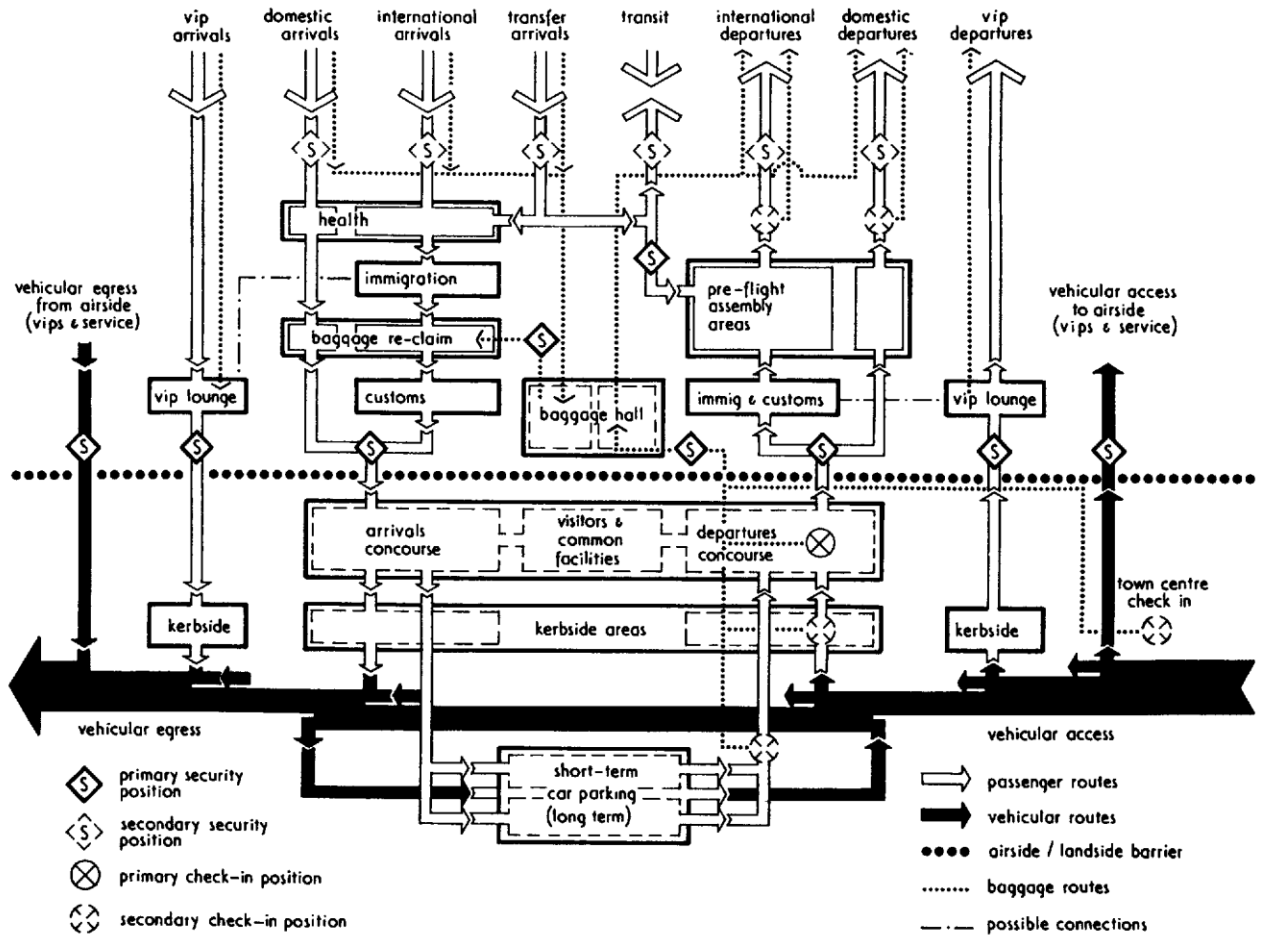 vip
arrivals
domestic
arrivals
international
arrivals
transfer
arrivals
transit
international
departures
domestic
departures
vip
departures
S
S
S
S
S
S
health
S
immigration
pre-flight
assembly
areas
vehicular egress
from airside
(vips & service)
vehicular access
to airside
(vips & service)
baggage re-claim
S
vip lounge
customs
baggage hall
immig & customs
vip lounge
S
S
S
S
S
S
S
arrivals
concourse
visitors &
common
facilities
departures
concourse
town centre
check in
kerbside
kerbside areas
kerbside
vehicular egress
vehicular access
short-term
car parking
(long term)
S
primary security
position
S
secondary security
position
primary check-in position
secondary check-in position
passenger routes
vehicular routes
airside / landside barrier
baggage routes
possible connections